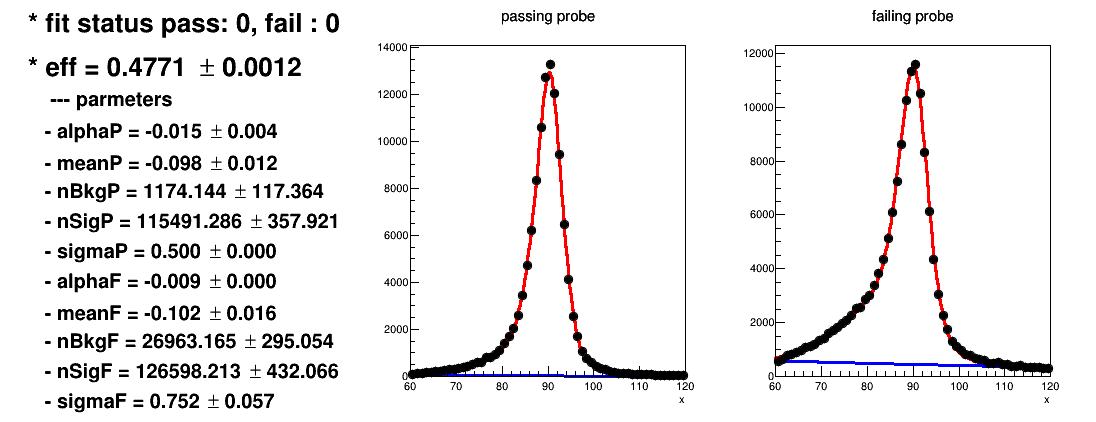 * fit status pass: 0, fail : 0
* eff = 0.4771 ± 0.0012
--- parmeters
- alphaP = -0.015 ± 0.004
- meanP = -0.098 ± 0.012
- nBkgP = 1174.144 ± 117.364
- nSigP = 115491.286 ± 357.921
- sigmaP = 0.500 ± 0.000
- alphaF = -0.009 ± 0.000
- meanF = -0.102 ± 0.016
- nBkgF = 26963.165 ± 295.054
- nSigF = 126598.213 ± 432.066
- sigmaF = 0.752 ± 0.057
passing probe
14000
12000
10000
8000
6000
4000
2000
0
60 70 80 90 100 110 120
x
failing probe
12000
10000
8000
6000
4000
2000
0
60 70 80 90 100 110 120
x